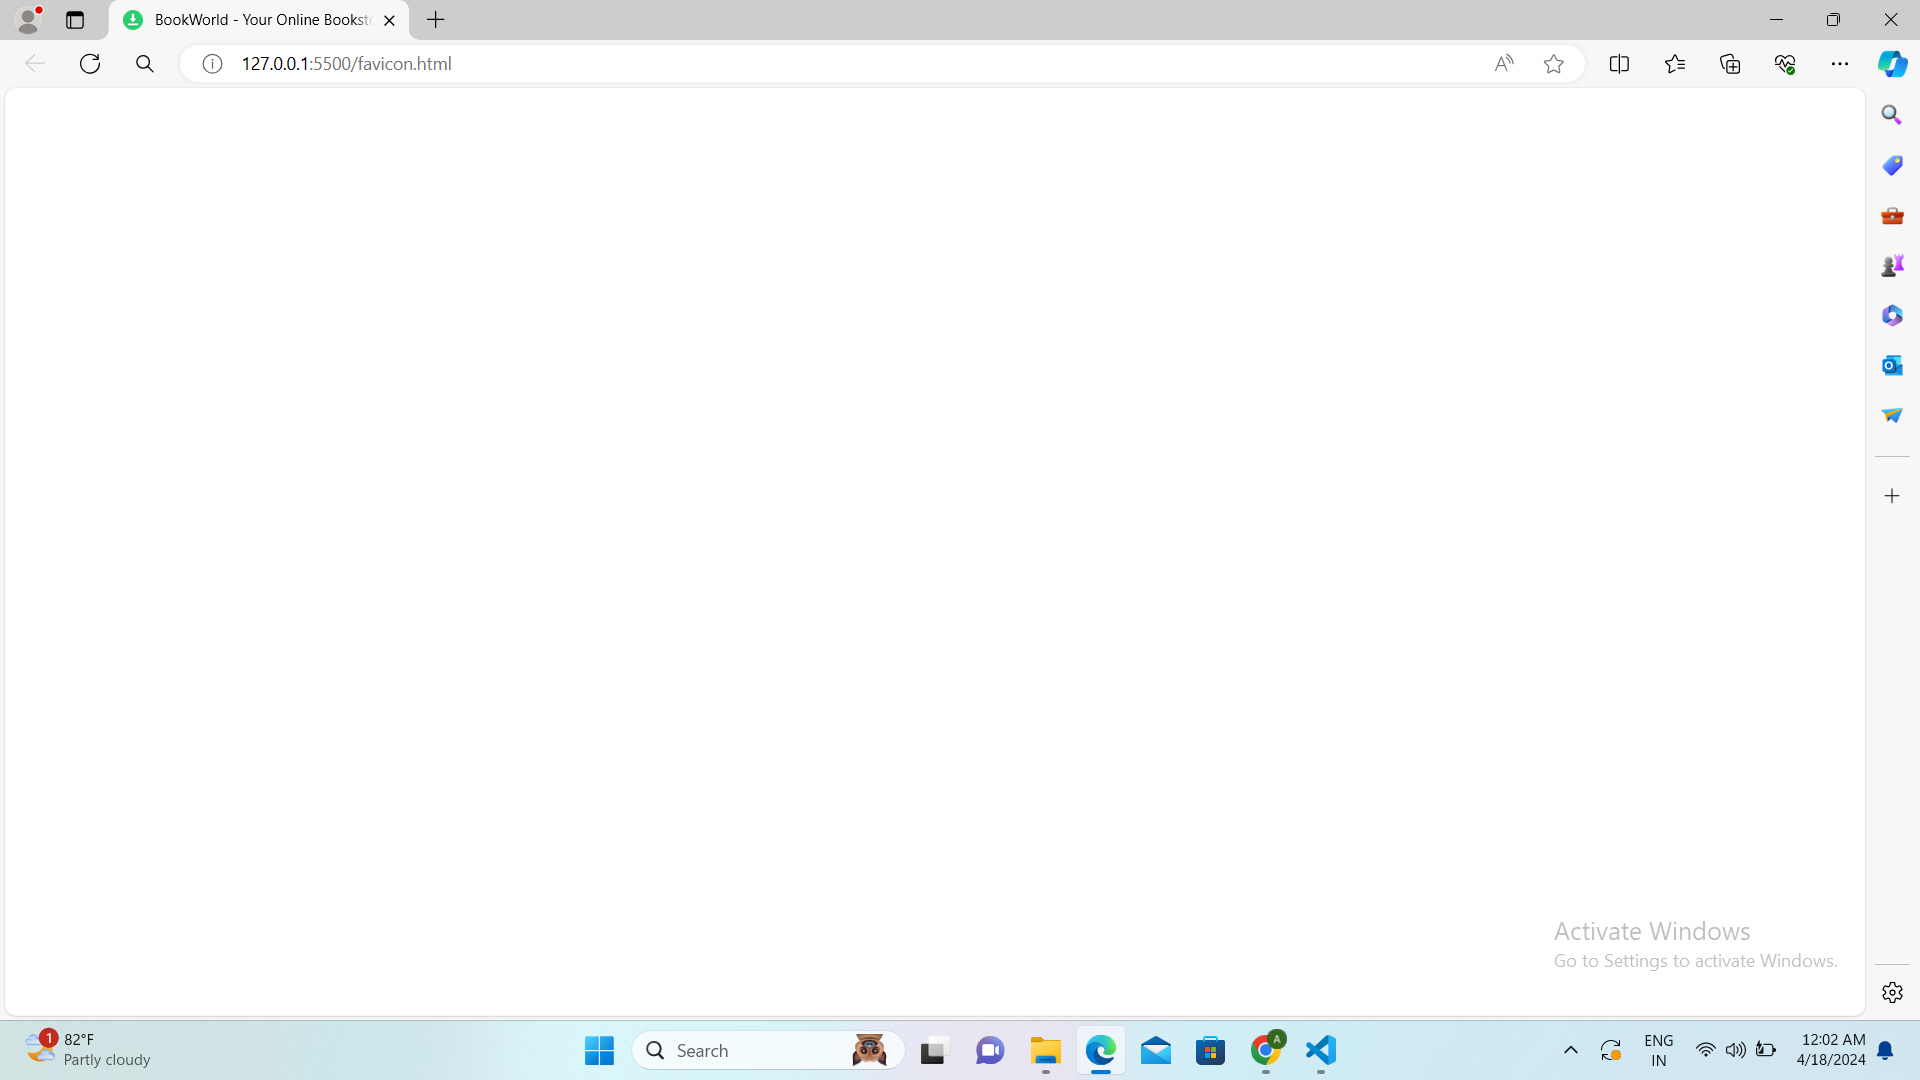 BookWorld - Your Online Bookst
127.0.0.1:5500/favicon.html
Activate Windows
Go to Settings to activate Windows.
1
82°F
Partly cloudy
Search
A
ENG
IN
12:02 AM
4/18/2024